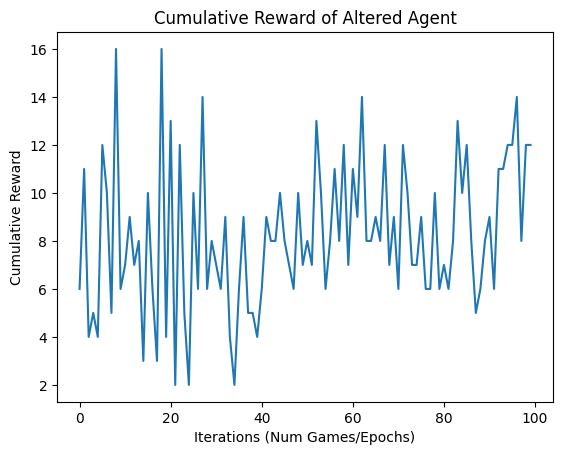 Cumulative Reward of Altered Agent
16
14
12
10
8
6
4
2
Cumulative Reward
0 20 40 60 80 100
Iterations (Num Games/Epochs)